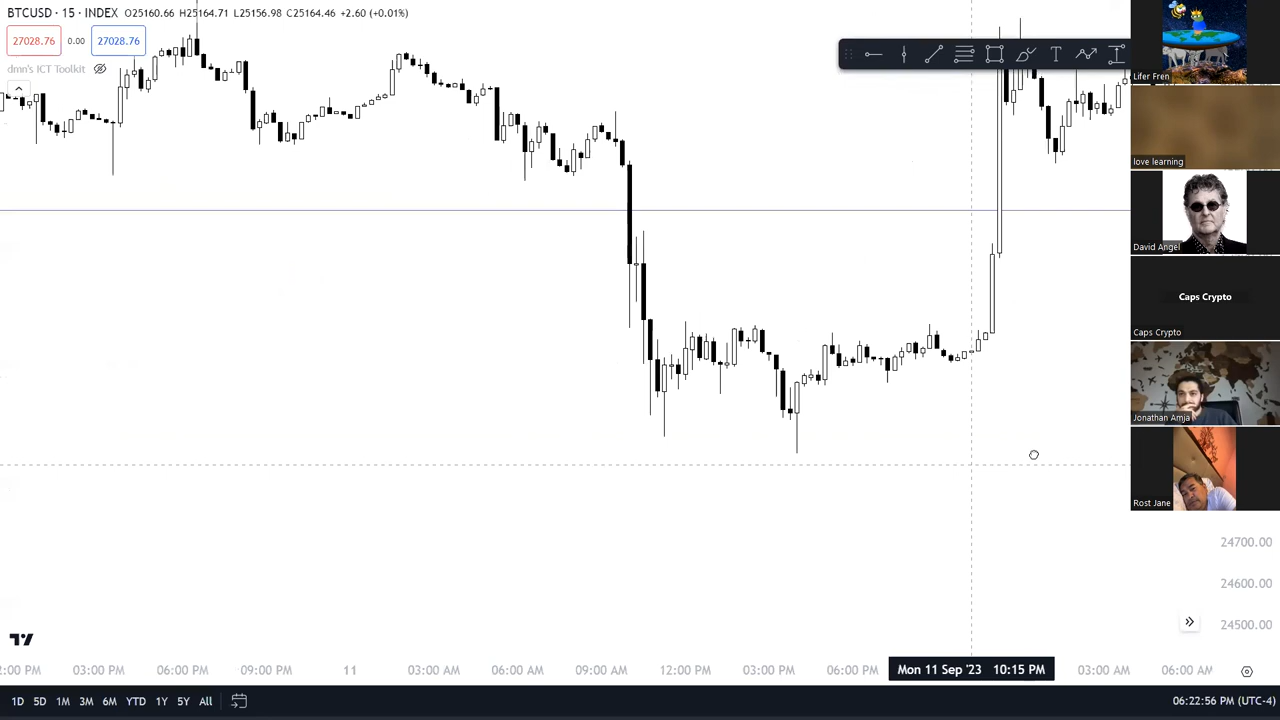 BTCUSD · 15 · INDEX O25160.66 H25164.71 L25156.98 C25164.46 +2.60 (+0.01%)
27028.76 0.00 27028.76
dmn's ICT Toolkit
Lifer Fren
love learning
David Angel
Caps Crypto
Caps Crypto
Jonathan Amja
Rost Jane
24700.00
24600.00
24500.00
2:00 PM 03:00 PM 06:00 PM 09:00 PM 11 03:00 AM 06:00 AM 09:00 AM 12:00 PM 03:00 PM 06:00 PM Mon 11 Sep '23 10:15 PM 03:00 AM 06:00 AM
1D 5D 1M 3M 6M YTD 1Y 5Y All 06:22:56 PM (UTC-4)